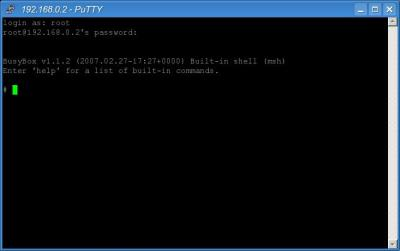 192.168.0.2 - PuTTY
login as: root
root@192.168.0.2's password:
BusyBox v1.1.2 (2007.02.27-17:27+0000) Built-in shell (msh)
Enter 'help' for a list of built-in commands.
#